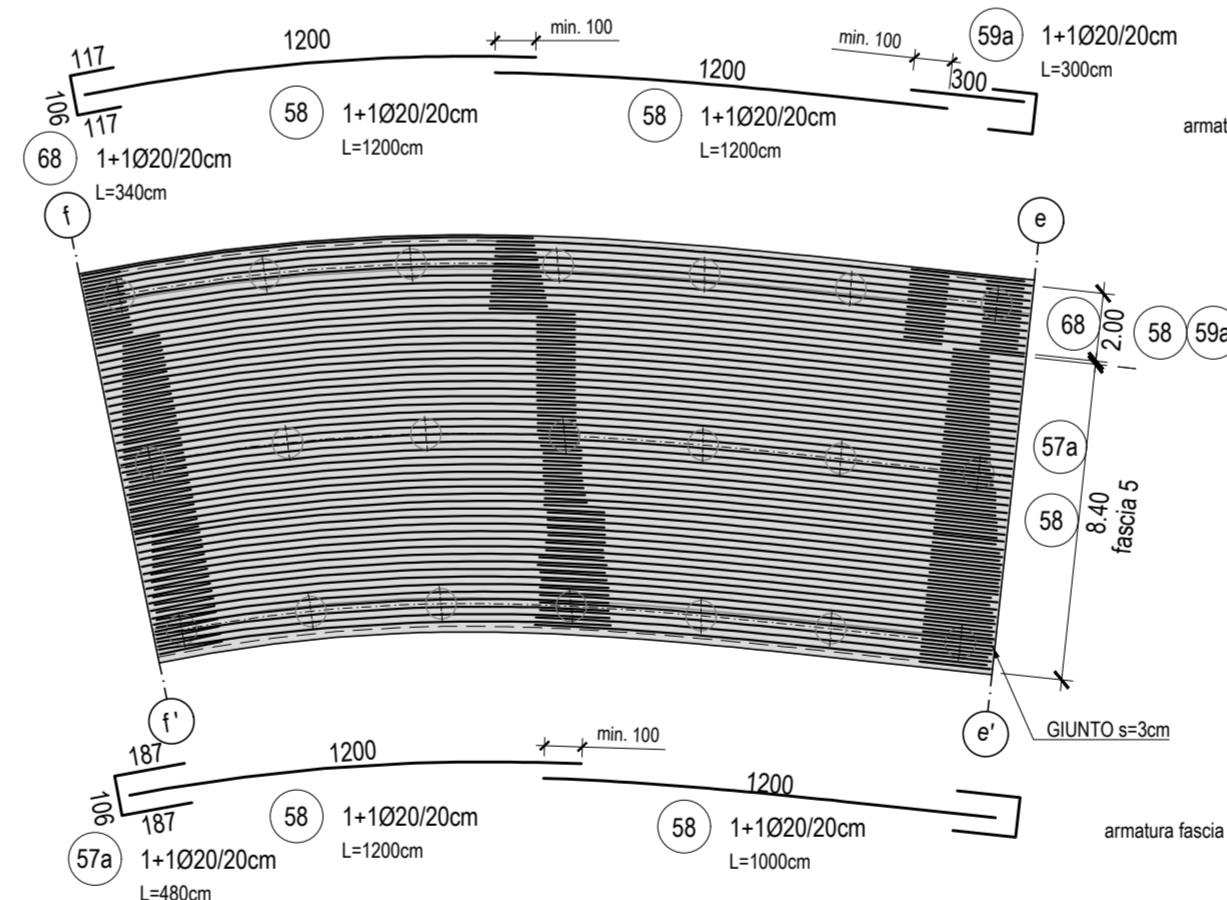 1200
min. 100
59a
1+1Ø20/20cm
L=300cm
117
106
117
58
1+1Ø20/20cm
L=1200cm
1200
min. 100
300
58
1+1Ø20/20cm
L=1200cm
armat
68
1+1Ø20/20cm
L=340cm
f
e
68
2.00
58
59a
57a
58
8.40
fascia 5
f'
e'
GIUNTO s=3cm
187
106
187
1200
min. 100
58
1+1Ø20/20cm
L=1200cm
1200
58
1+1Ø20/20cm
L=1000cm
armatura fascia
57a
1+1Ø20/20cm
L=480cm